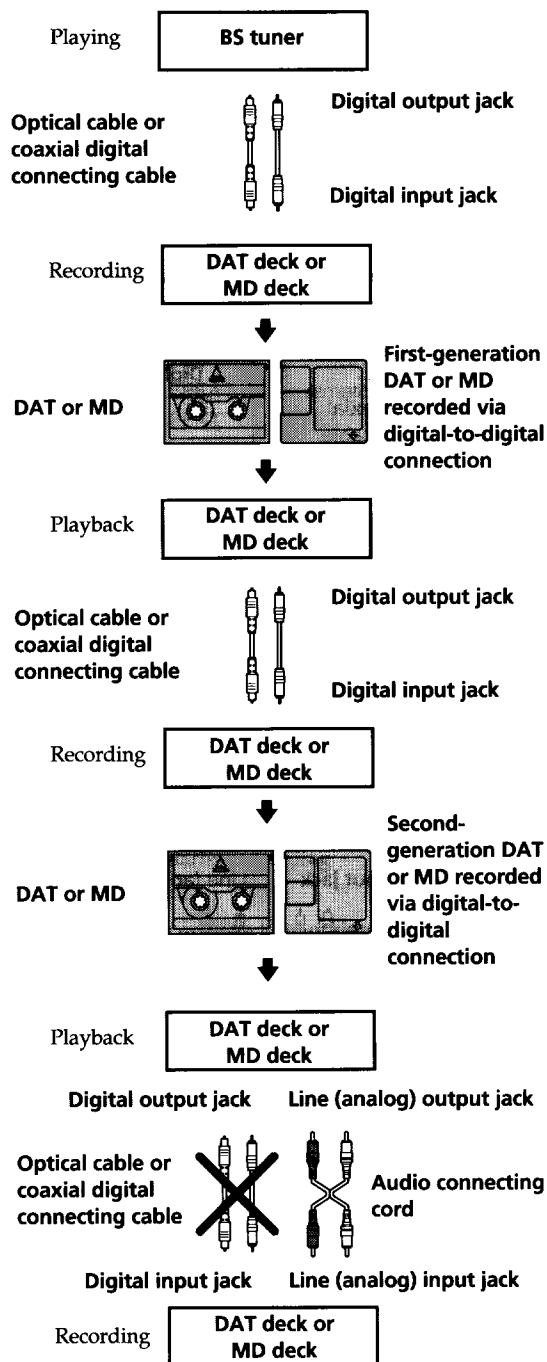 Playing
BS tuner
Digital output jack
Optical cable or
coaxial digital
connecting cable
Digital input jack
Recording
DAT deck or
MD deck
DAT or MD
First-generation
DAT or MD
recorded via
digital-to-digital
connection
Playback
DAT deck or
MD deck
Digital output jack
Optical cable or
coaxial digital
connecting cable
Digital input jack
Recording
DAT deck or
MD deck
DAT or MD
Second-
generation DAT
or MD recorded
via digital-to-
digital
connection
Playback
DAT deck or
MD deck
Digital output jack
Line (analog) output jack
Optical cable or
coaxial digital
connecting cable
Audio connecting
cord
Digital input jack
Line (analog) input jack
Recording
DAT deck or
MD deck